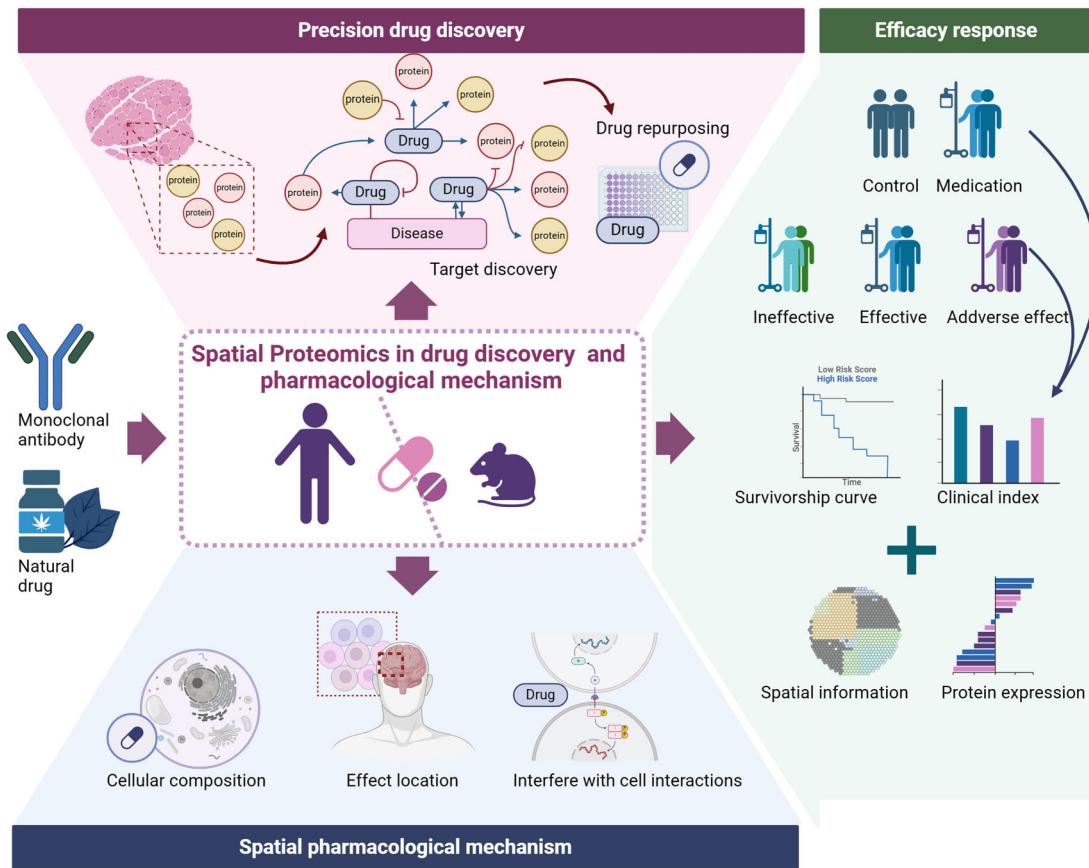 Precision drug discovery
Efficacy response
protein
protein
protein
protein
Drug
protein
protein
protein
protein
protein
protein
protein
Drug
Drug
protein
protein
Disease
Target discovery
Drug repurposing
Drug
Control Medication
Ineffective Effective Addverse effect
Spatial Proteomics in drug discovery and
pharmacological mechanism
Monoclonal
antibody
Natural
drug
Low Risk Score
High Risk Score
Survival
Time
Survivorship curve
Clinical index
Spatial information
Protein expression
Drug
Cellular composition
Effect location
Interfere with cell interactions
Spatial pharmacological mechanism